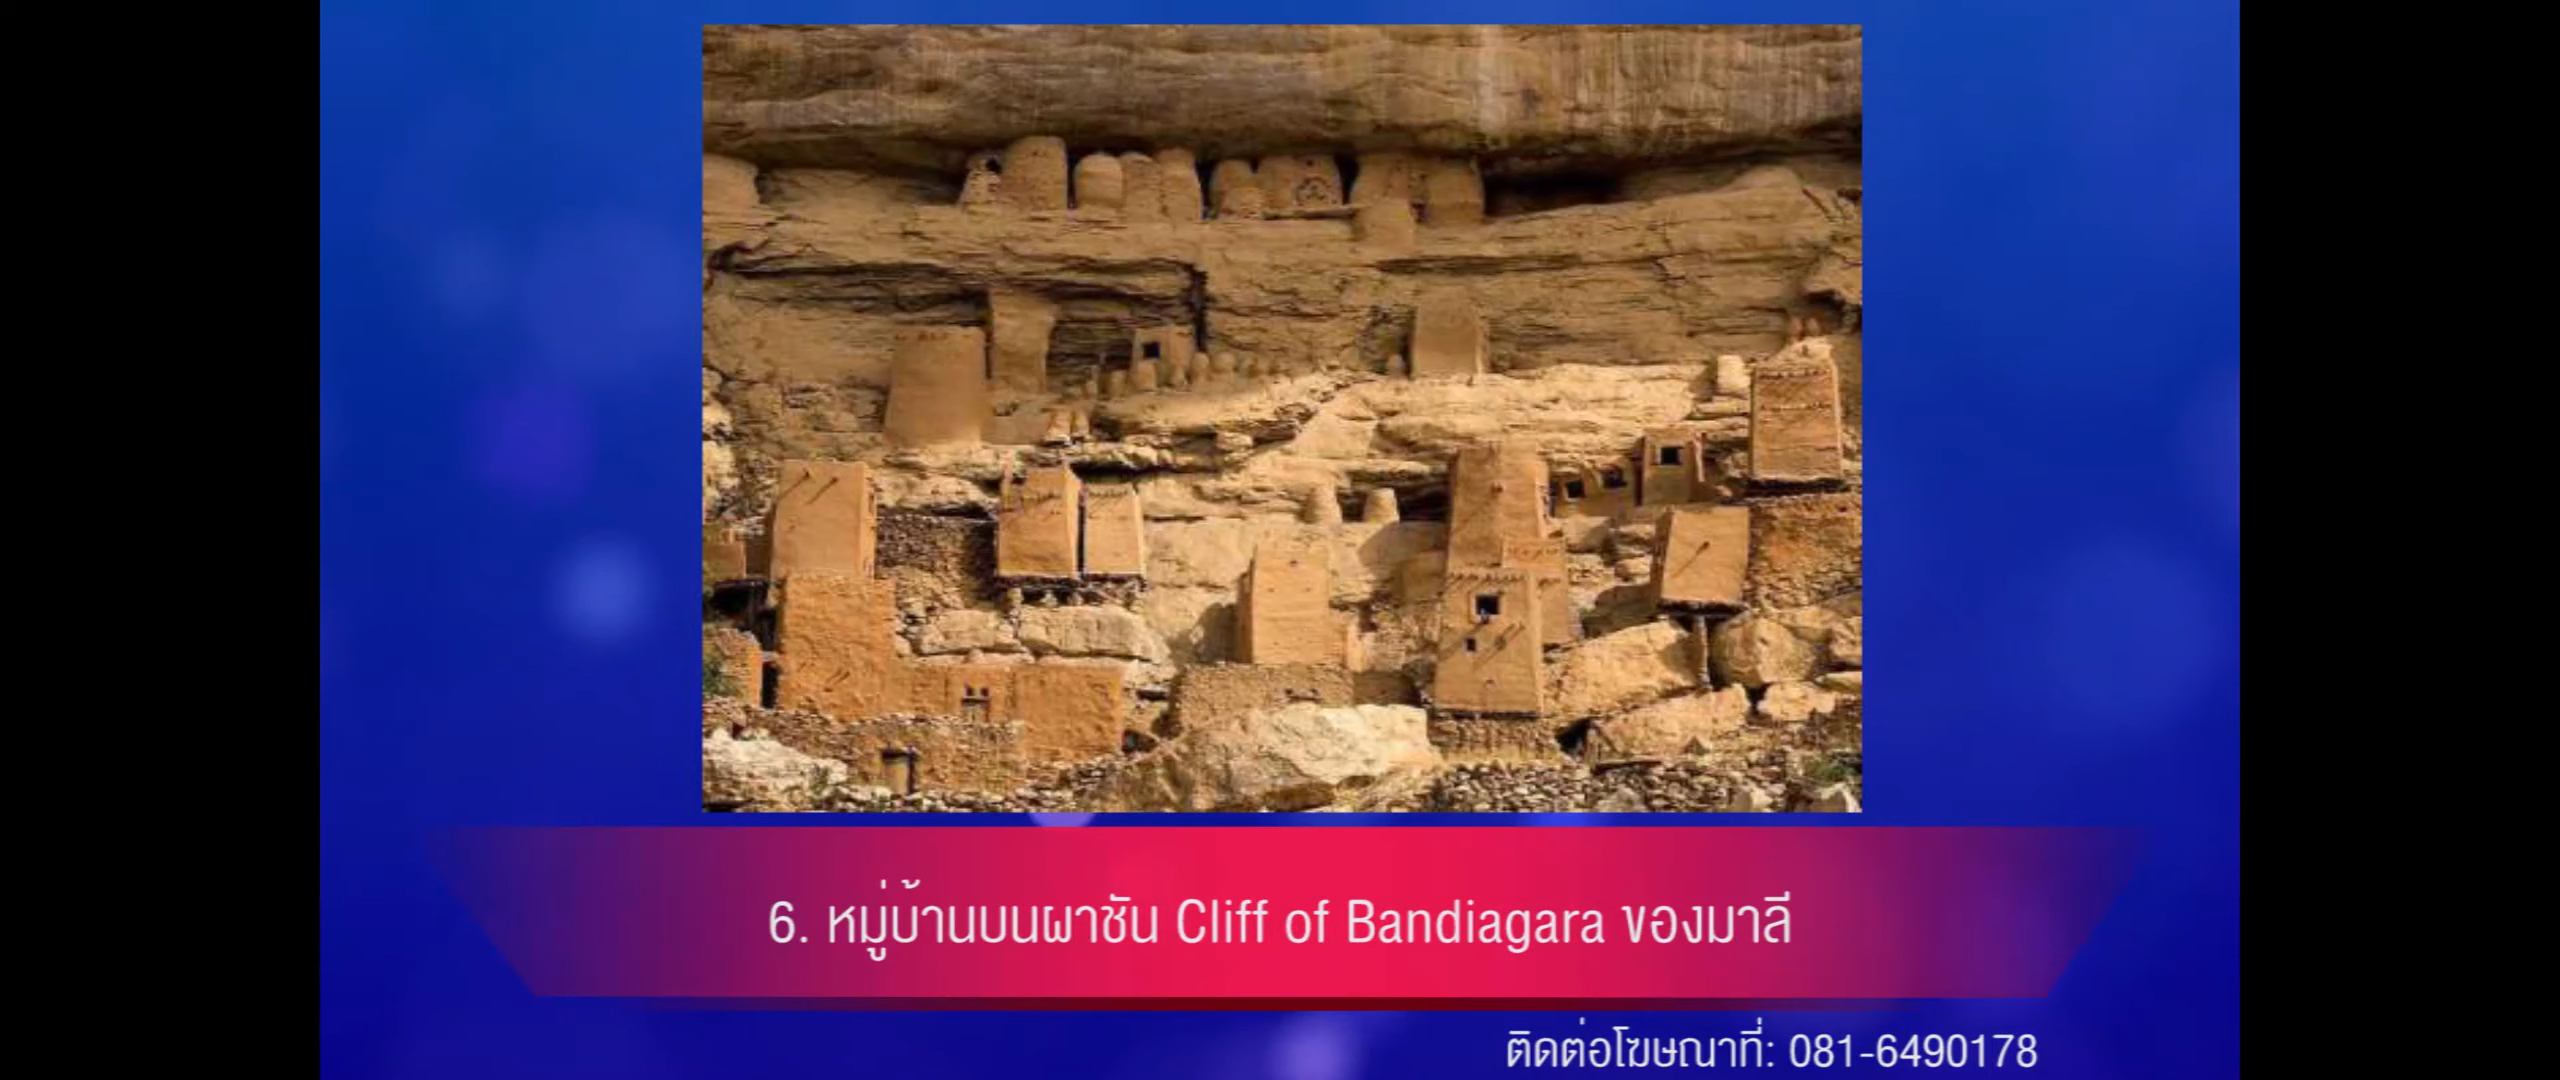 6. หมู่บ้านบนผาชัน Cliff of Bandiagara ของมาลี
ติดต่อโฆษณาที่: 081-6490178